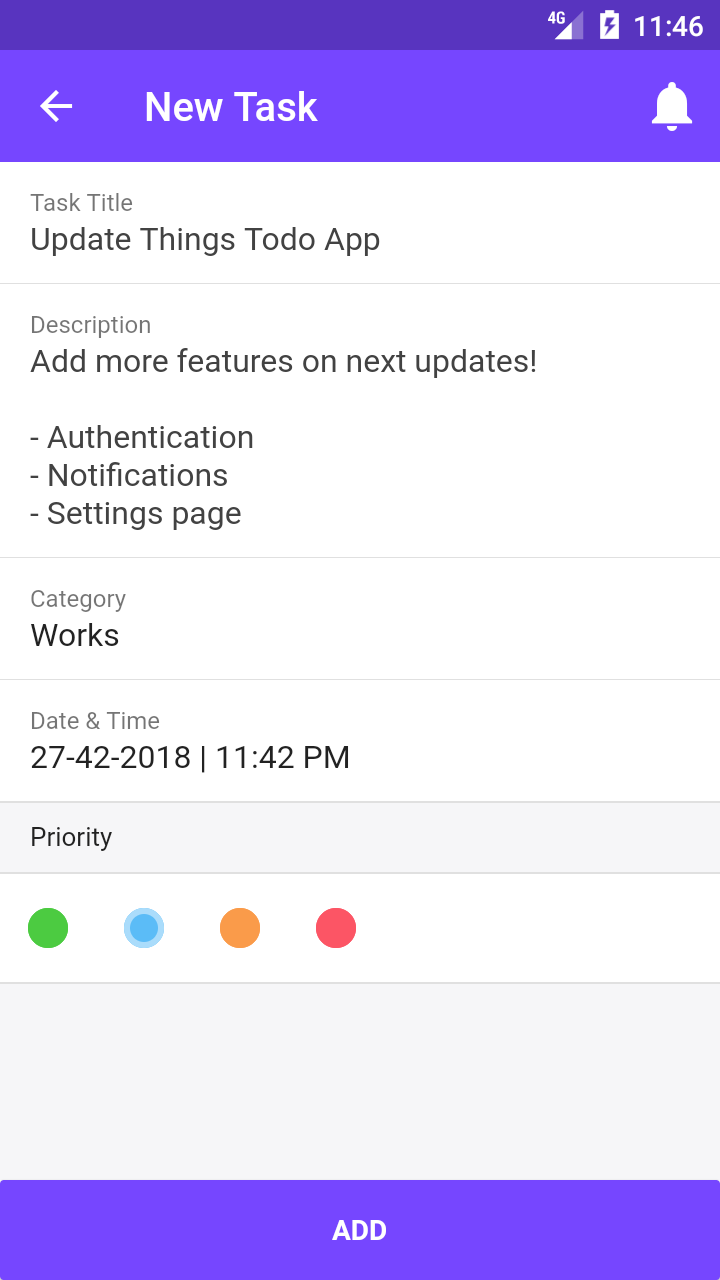 4G 11:46
New Task
Task Title
Update Things Todo App
Description
Add more features on next updates!
- Authentication
- Notifications
- Settings page
Category
Works
Date & Time
27-42-2018 | 11:42 PM
Priority
ADD